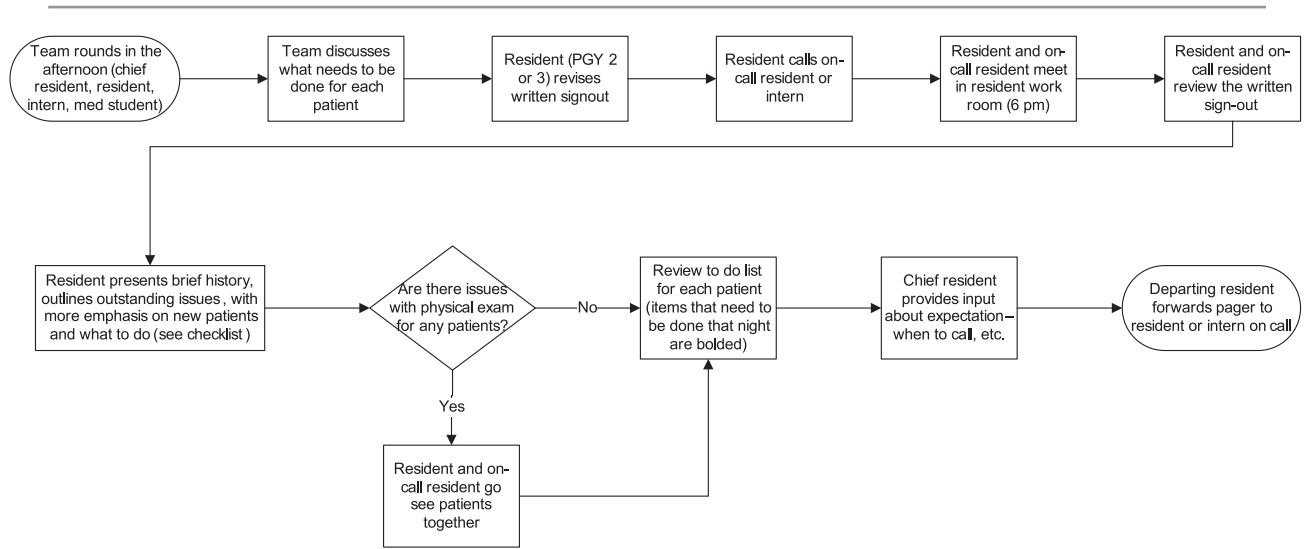 Team rounds in the
afternoon (chief
resident, resident,
intern, med student)
Team discusses
what needs to be
done for each
patient
Resident (PGY 2
or 3) revises
written signout
Resident calls on-
call resident or
intern
Resident and on-
call resident meet
in resident work
room (6 pm)
Resident and on-
call resident
review the written
sign-out
Resident presents brief history,
outlines outstanding issues, with
more emphasis on new patients
and what to do (see checklist)
Are there issues
with physical exam
for any patients?
No
Yes
Resident and on-
call resident go
see patients
together
Review to do list
for each patient
(items that need to
be done that night
are bolded)
Chief resident
provides input
about expectation–
when to call, etc.
Departing resident
forwards pager to
resident or intern on call